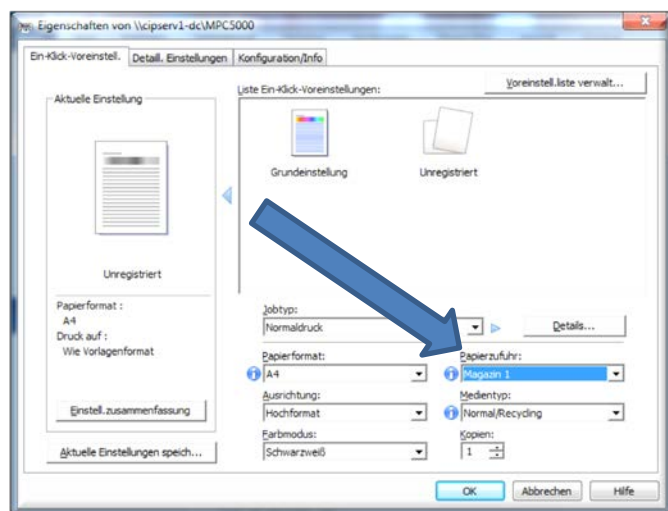 Eigenschaften von \\cipserv1-dc\MPC5000
Ein-Klick-Voreinstell. Detail. Einstellungen Konfiguration/Info
Aktuelle Einstellung
Unregistriert
Papierformat :
A4
Druck auf :
Wie Vorlagenformat
Einstell.zusammenfassung
Aktuelle Einstellungen speich...
Liste Ein-Klick-Voreinstellungen:
Voreinstell.liste verwalt...
Grundeinstellung Unregistriert
Jobtyp:
Normaldruck
Details...
Papierformat: Papierzufuhr:
A4 Magazin 1
Ausrichtung: Medientyp:
Hochformat Normal/Recycling
Farbmodus: Kopien:
Schwarzweiß 1
OK Abbrechen Hilfe